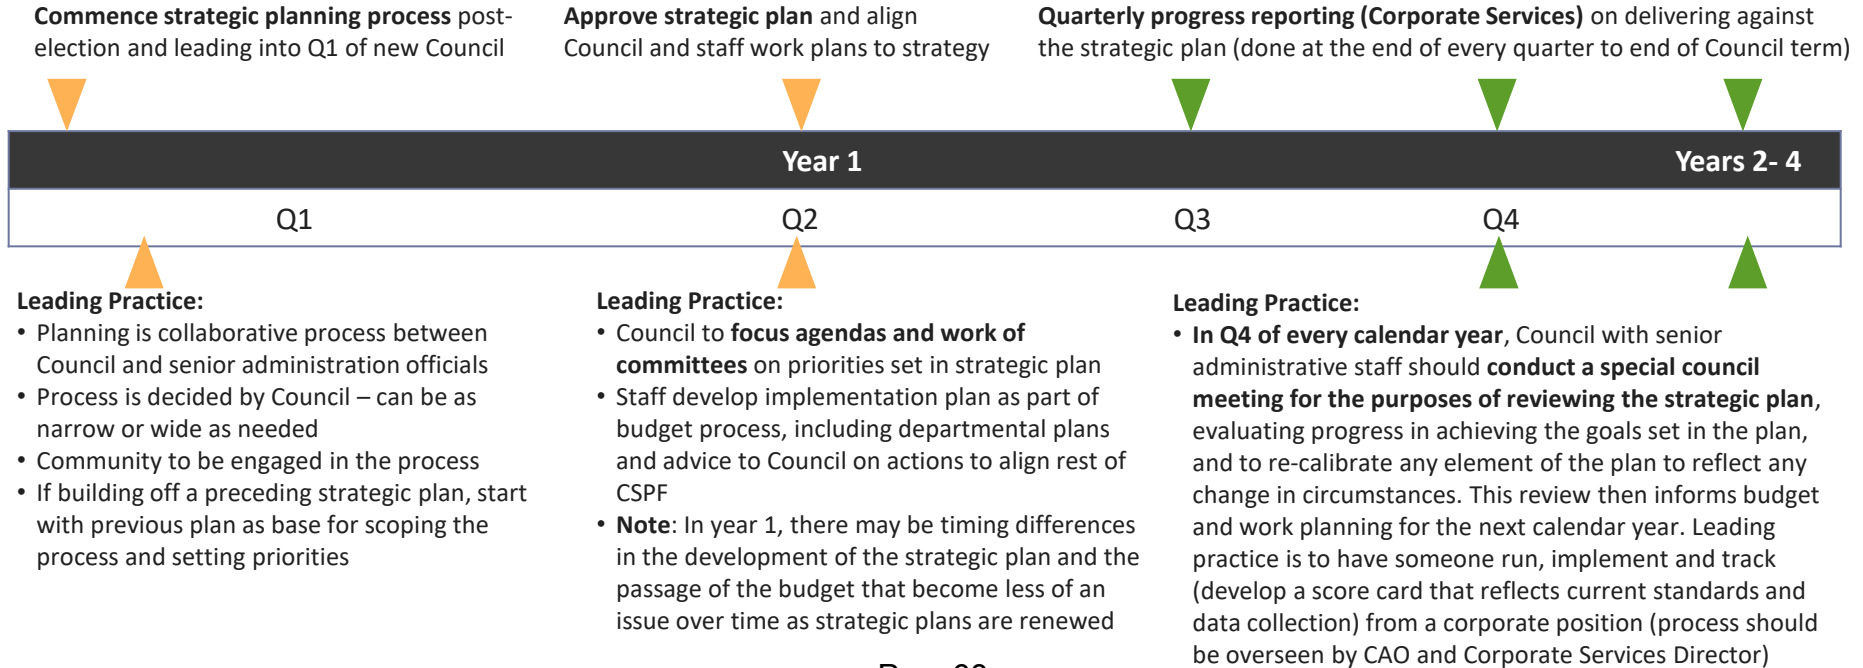 Commence strategic planning process post-
election and leading into Q1 of new Council
Approve strategic plan and align
Council and staff work plans to strategy
Quarterly progress reporting (Corporate Services) on delivering against
the strategic plan (done at the end of every quarter to end of Council term)
Year 1
Years 2- 4
Q1
Q2
Q3
Q4
Leading Practice:
• Planning is collaborative process between
Council and senior administration officials
• Process is decided by Council – can be as
narrow or wide as needed
• Community to be engaged in the process
• If building off a preceding strategic plan, start
with previous plan as base for scoping the
process and setting priorities
Leading Practice:
• Council to focus agendas and work of
committees on priorities set in strategic plan
• Staff develop implementation plan as part of
budget process, including departmental plans
and advice to Council on actions to align rest of
CSPF
• Note: In year 1, there may be timing differences
in the development of the strategic plan and the
passage of the budget that become less of an
issue over time as strategic plans are renewed
Leading Practice:
• In Q4 of every calendar year, Council with senior
administrative staff should conduct a special council
meeting for the purposes of reviewing the strategic plan,
evaluating progress in achieving the goals set in the plan,
and to re-calibrate any element of the plan to reflect any
change in circumstances. This review then informs budget
and work planning for the next calendar year. Leading
practice is to have someone run, implement and track
(develop a score card that reflects current standards and
data collection) from a corporate position (process should
be overseen by CAO and Corporate Services Director)